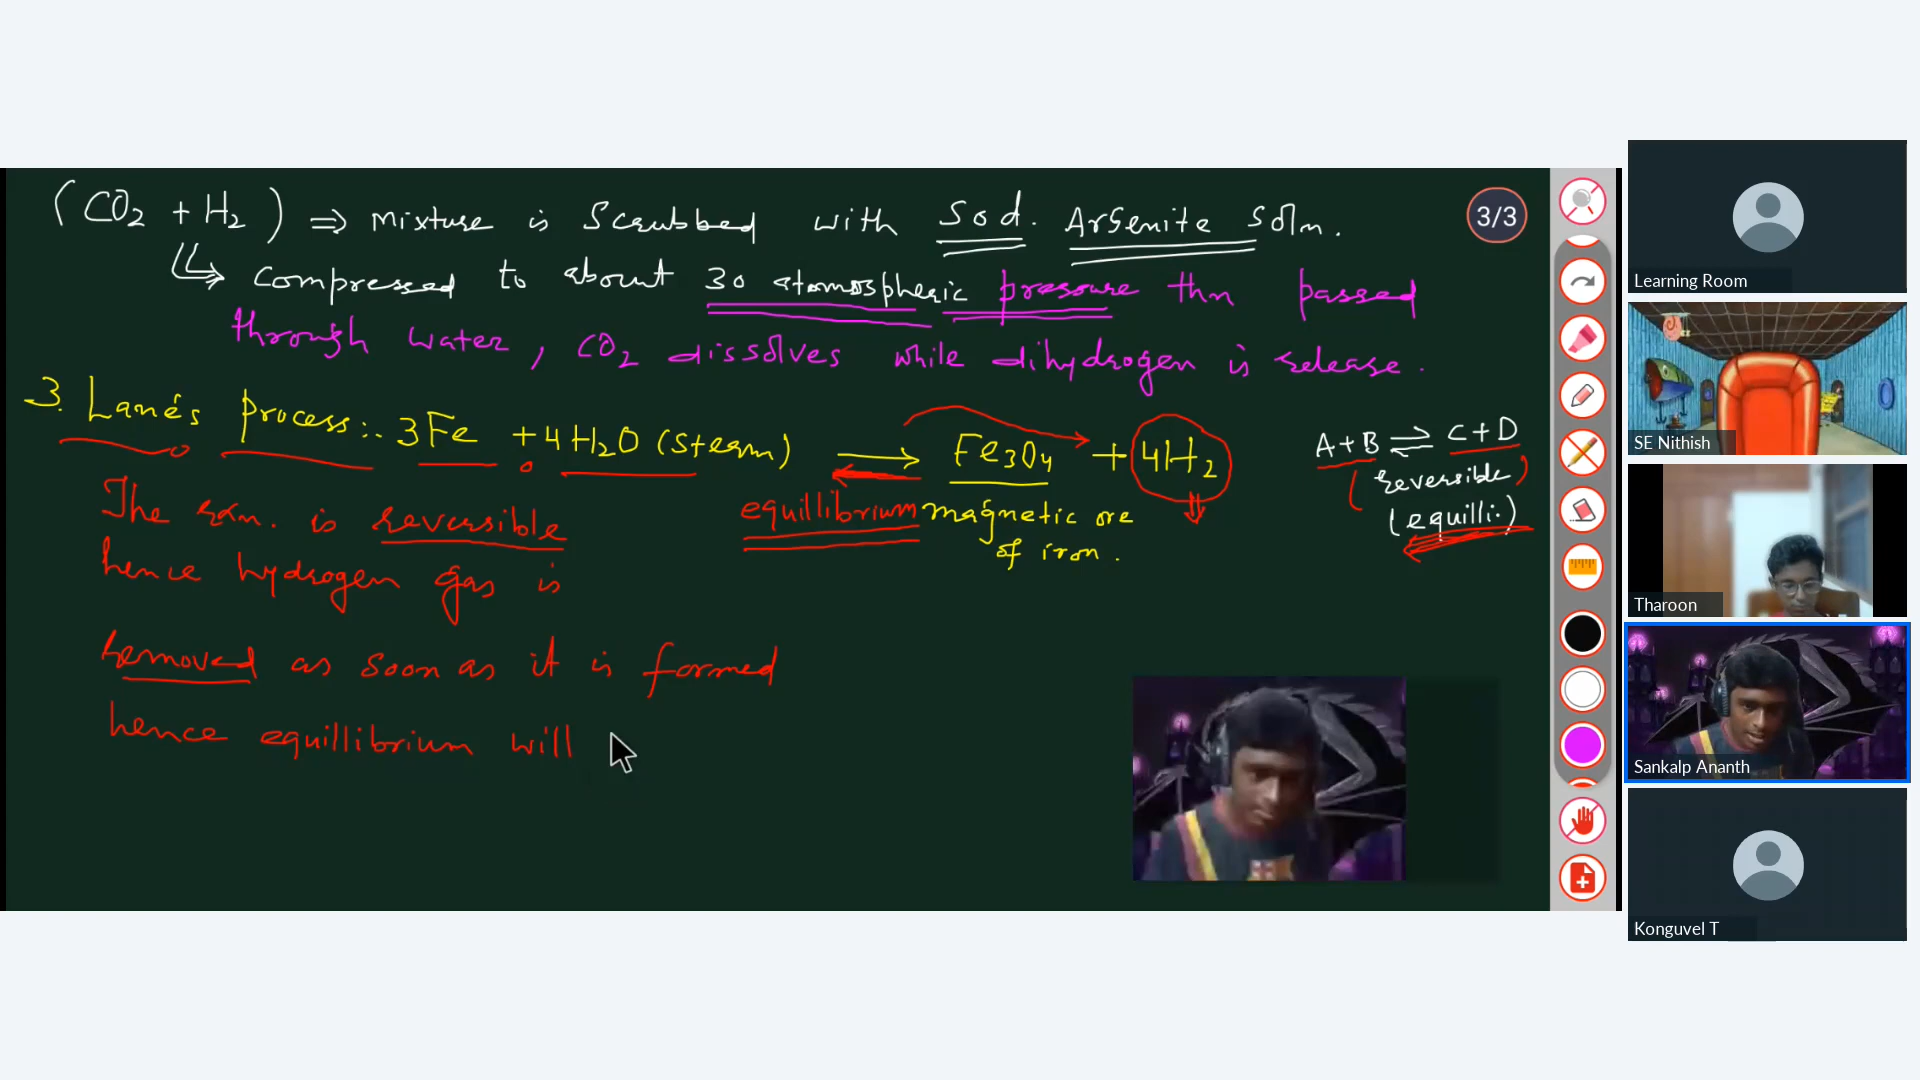 (CO₂ + H₂) ⇒ mixture is scrubbed with Sod. Arsenite soln.
3/3
compressed to about 30 atomospheric pressure thn passed
through water, CO₂ dissolves while dihydrogen is release.
3. Lane's process:- 3Fe + 4H₂O (steam) → Fe₃O₄ + 4H₂
A+B ⇌ C+D
(reversible)
(equilli:)
The rxn. is reversible
equillibrium
magnetic ore
of iron.
hence hydrogen gas is
removed as soon as it is formed
hence equillibrium will
Learning Room
SE Nithish
Tharoon
Sankalp Ananth
Konguvel T